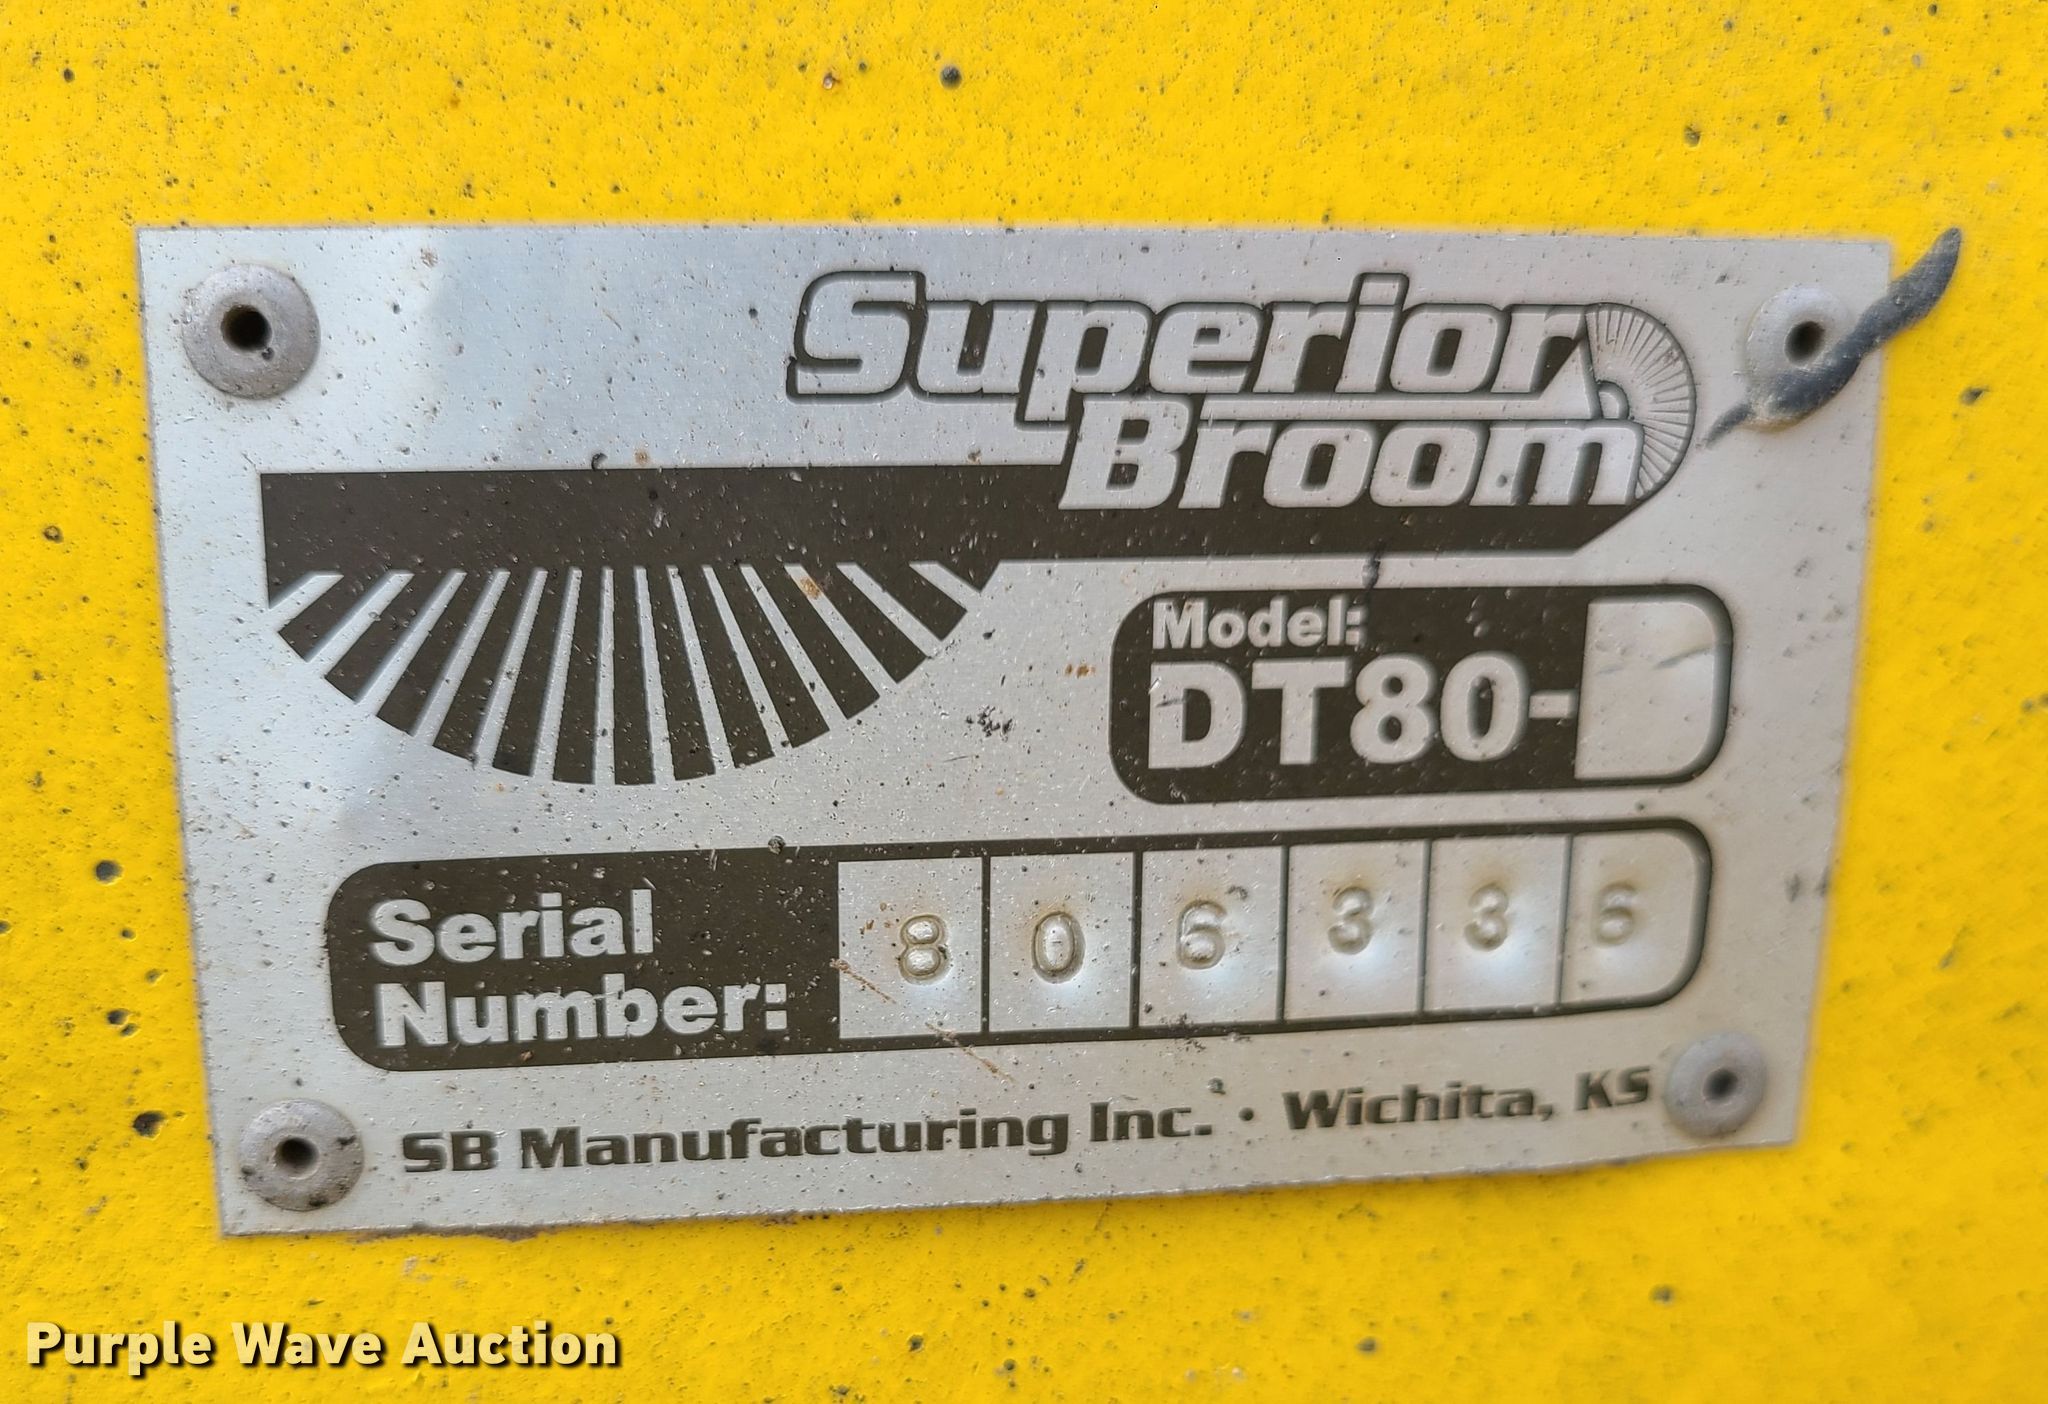 Superior
Broom
Model:
DT80-
Serial
Number:
806336
SB Manufacturing Inc. • Wichita, KS
Purple Wave Auction